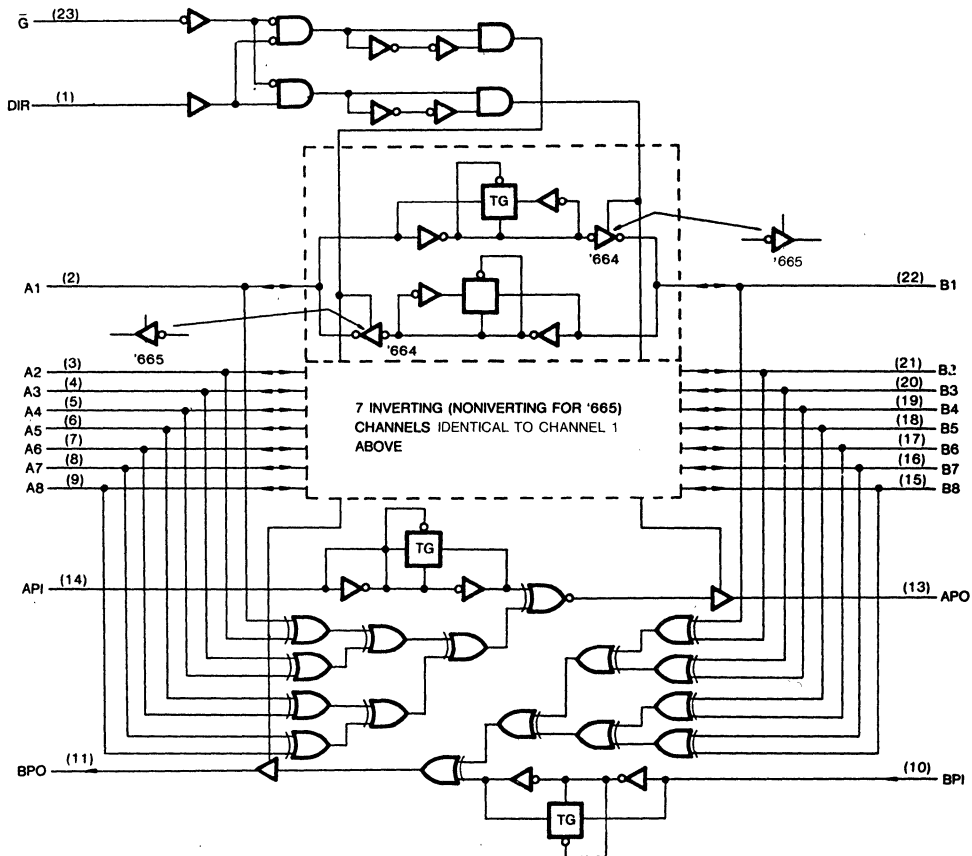 G̅ (23)
DIR (1)
TG
'664
'665
A1 (2)
(22) B1
'665
'664
A2 (3)
(21) B2
A3 (4)
(20) B3
A4 (5)
(19) B4
A5 (6)
(18) B5
A6 (7)
(17) B6
A7 (8)
(16) B7
A8 (9)
(15) B8
7 INVERTING (NONIVERTING FOR '665)
CHANNELS IDENTICAL TO CHANNEL 1
ABOVE
TG
API (14)
(13) APO
BPO (11)
(10) BPI
TG